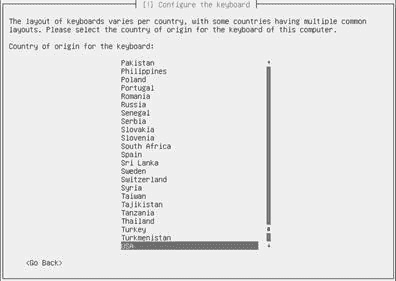 [!] Configure the keyboard
The layout of keyboards varies per country, with some countries having multiple common
layouts. Please select the country of origin for the keyboard of this computer.
Country of origin for the keyboard:
Pakistan
Philippines
Poland
Portugal
Romania
Russia
Senegal
Serbia
Slovakia
Slovenia
South Africa
Spain
Sri Lanka
Sweden
Switzerland
Syria
Taiwan
Tajikistan
Tanzania
Thailand
Turkey
Turkmenistan
USA
<Go Back>